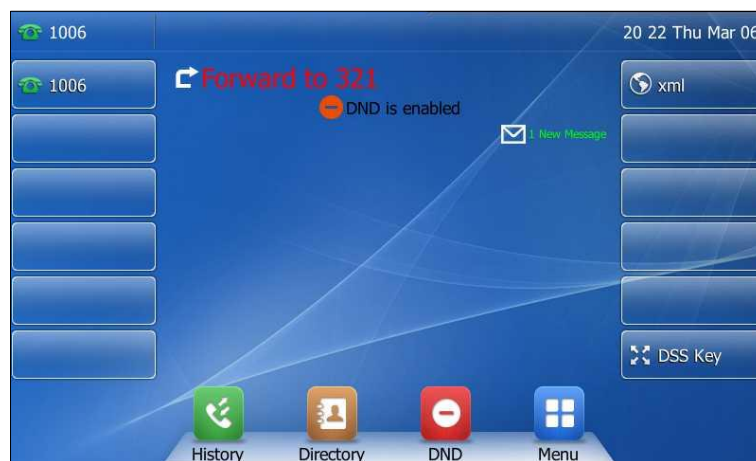 1006
20 22 Thu Mar 06
1006
Forward to 321
xml
DND is enabled
1 New Message
DSS Key
History
Directory
DND
Menu